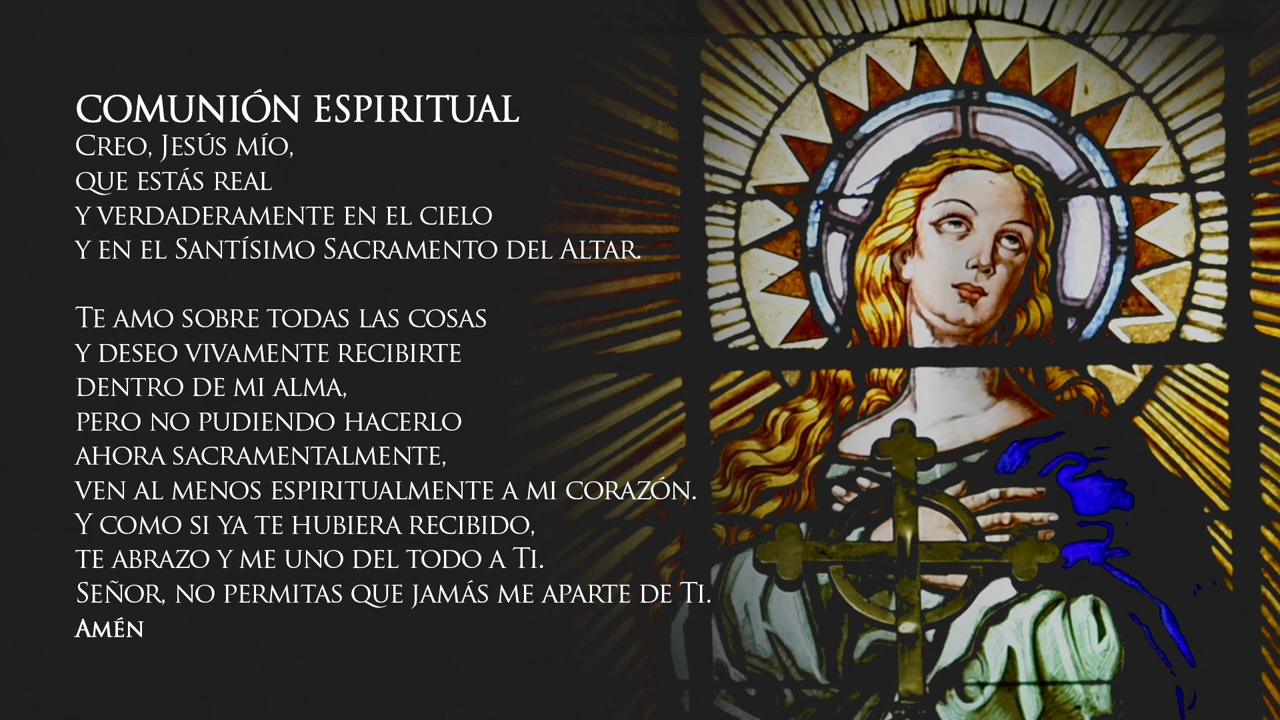 COMUNIÓN ESPIRITUAL
CREO, JESÚS MÍO,
QUE ESTÁS REAL
Y VERDADERAMENTE EN EL CIELO
Y EN EL SANTÍSIMO SACRAMENTO DEL ALTAR.
TE AMO SOBRE TODAS LAS COSAS
Y DESEO VIVAMENTE RECIBIRTE
DENTRO DE MI ALMA,
PERO NO PUDIENDO HACERLO
AHORA SACRAMENTALMENTE,
VEN AL MENOS ESPIRITUALMENTE A MI CORAZÓN.
Y COMO SI YA TE HUBIERA RECIBIDO,
TE ABRAZO Y ME UNO DEL TODO A TI.
SEÑOR, NO PERMITAS QUE JAMÁS ME APARTE DE TI.
AMÉN